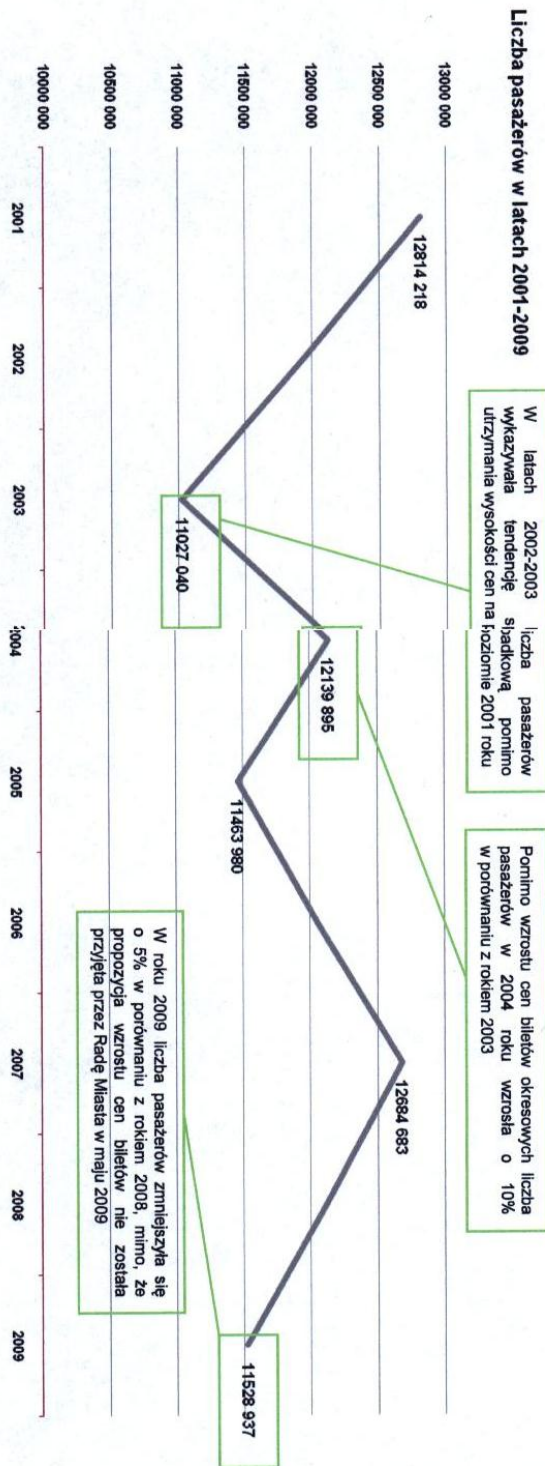 Liczba pasażerów w latach 2001-2009
W latach 2002-2003 liczba pasażerów
wykazywała tendencję spadkową pomimo
utrzymania wysokości cen na poziomie 2001 roku
Pomimo wzrostu cen biletów okresowych liczba
pasażerów w 2004 roku wzrosła o 10%
w porównaniu z rokiem 2003
13000 000
12500 000
12000 000
11500 000
11000 000
10500 000
10000 000
12814 218
11027 040
12139 895
11463 980
12684 683
11528 937
W roku 2009 liczba pasażerów zmniejszyła się
o 5% w porównaniu z rokiem 2008, mimo, że
propozycja wzrostu cen biletów nie została
przyjęta przez Radę Miasta w maju 2009
2001
2002
2003
2004
2005
2006
2007
2008
2009